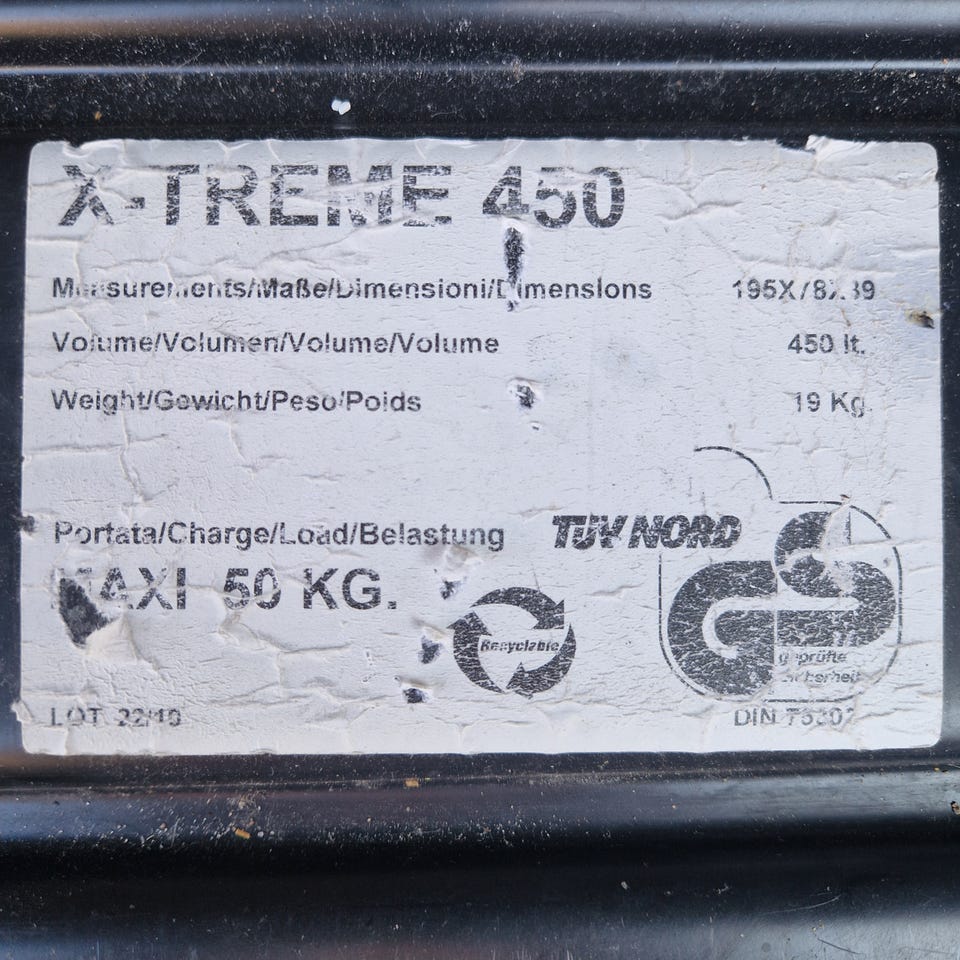 X-TREME 450
Measurements/Maße/Dimensioni/Dimensions 195X78X39
Volume/Volumen/Volume/Volume 450 lt.
Weight/Gewicht/Peso/Poids 19 Kg
Portata/Charge/Load/Belastung
MAXI 50 KG.
TÜV NORD
GS
geprüfte
Sicherheit
Recyclable
LOT 22/10
DIN 75302